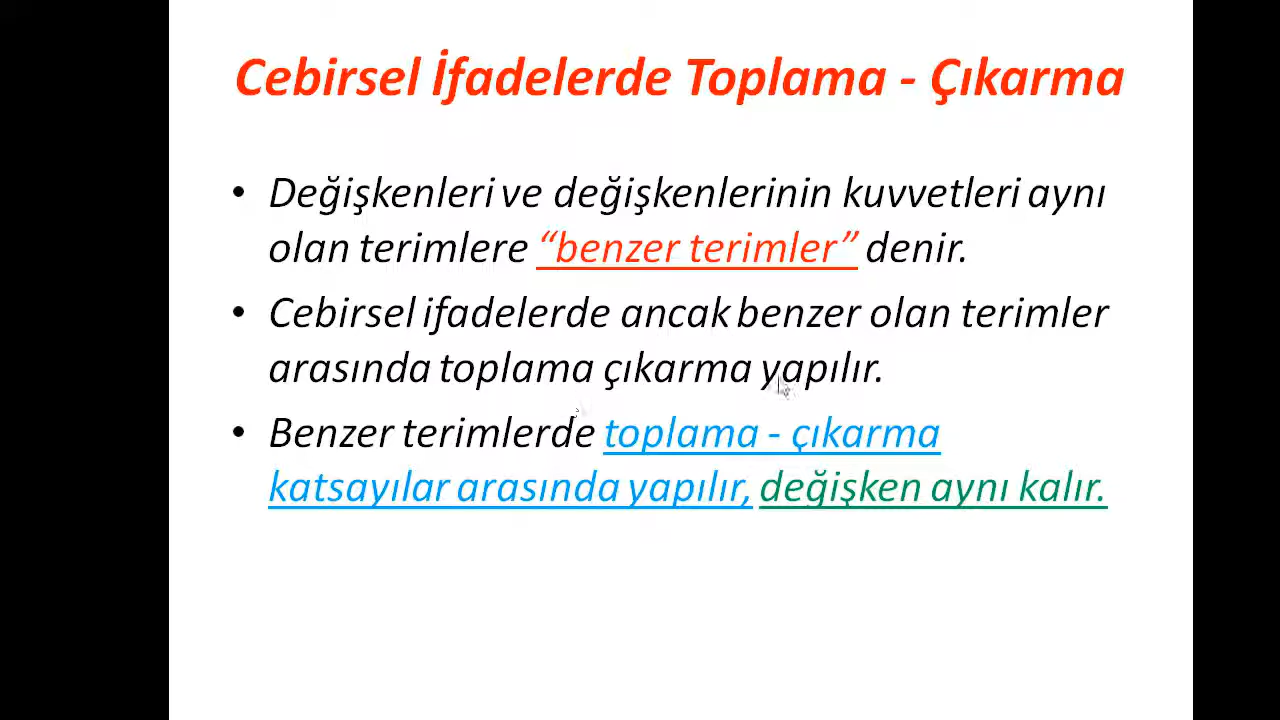 Cebirsel İfadelerde Toplama - Çıkarma
• Değişkenleri ve değişkenlerinin kuvvetleri aynı
olan terimlere “benzer terimler” denir.
• Cebirsel ifadelerde ancak benzer olan terimler
arasında toplama çıkarma yapılır.
• Benzer terimlerde toplama - çıkarma
katsayılar arasında yapılır, değişken aynı kalır.